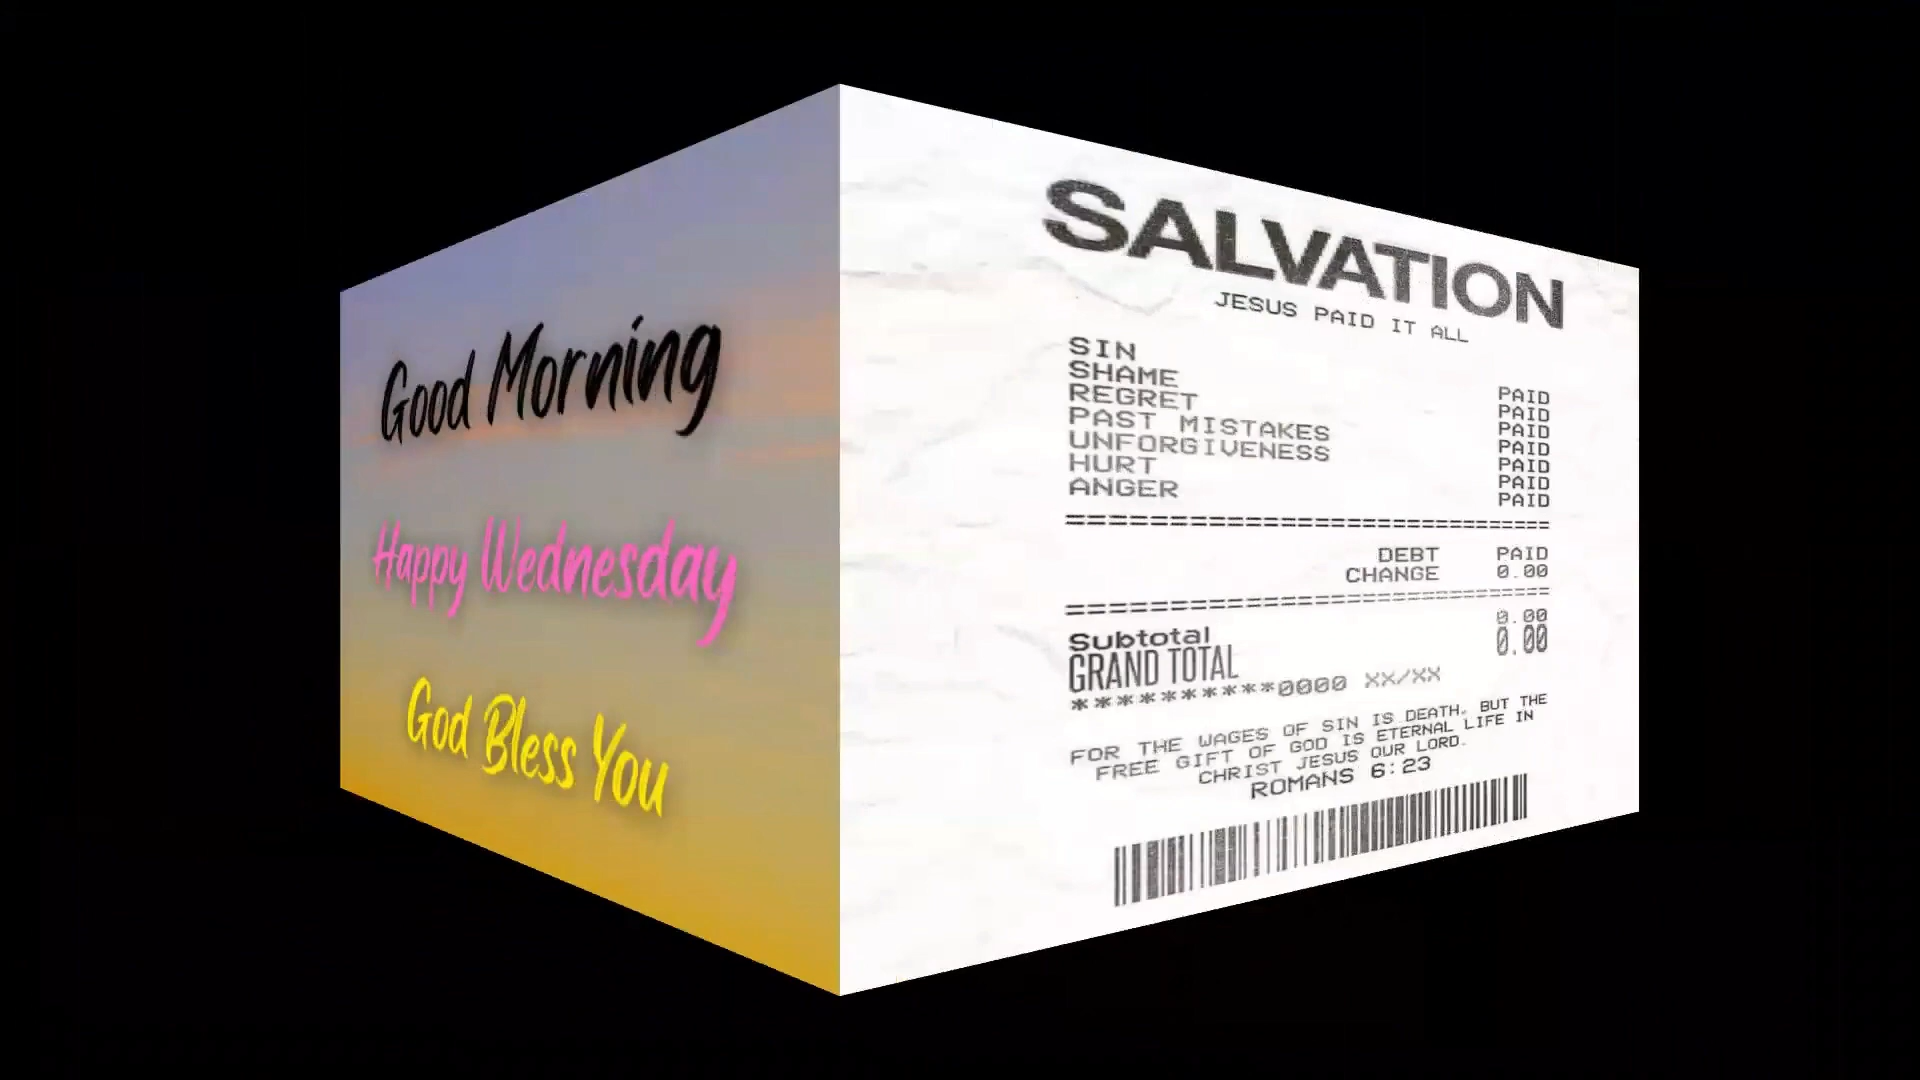 Good Morning
Happy Wednesday
God Bless You
SALVATION
JESUS PAID IT ALL
SIN PAID
SHAME PAID
REGRET PAID
PAST MISTAKES PAID
UNFORGIVENESS PAID
HURT PAID
ANGER PAID
==============================
DEBT PAID
CHANGE 0.00
==============================
Subtotal 0.00
GRAND TOTAL 0.00
**********0000 XX/XX
FOR THE WAGES OF SIN IS DEATH, BUT THE
FREE GIFT OF GOD IS ETERNAL LIFE IN
CHRIST JESUS OUR LORD.
ROMANS 6:23